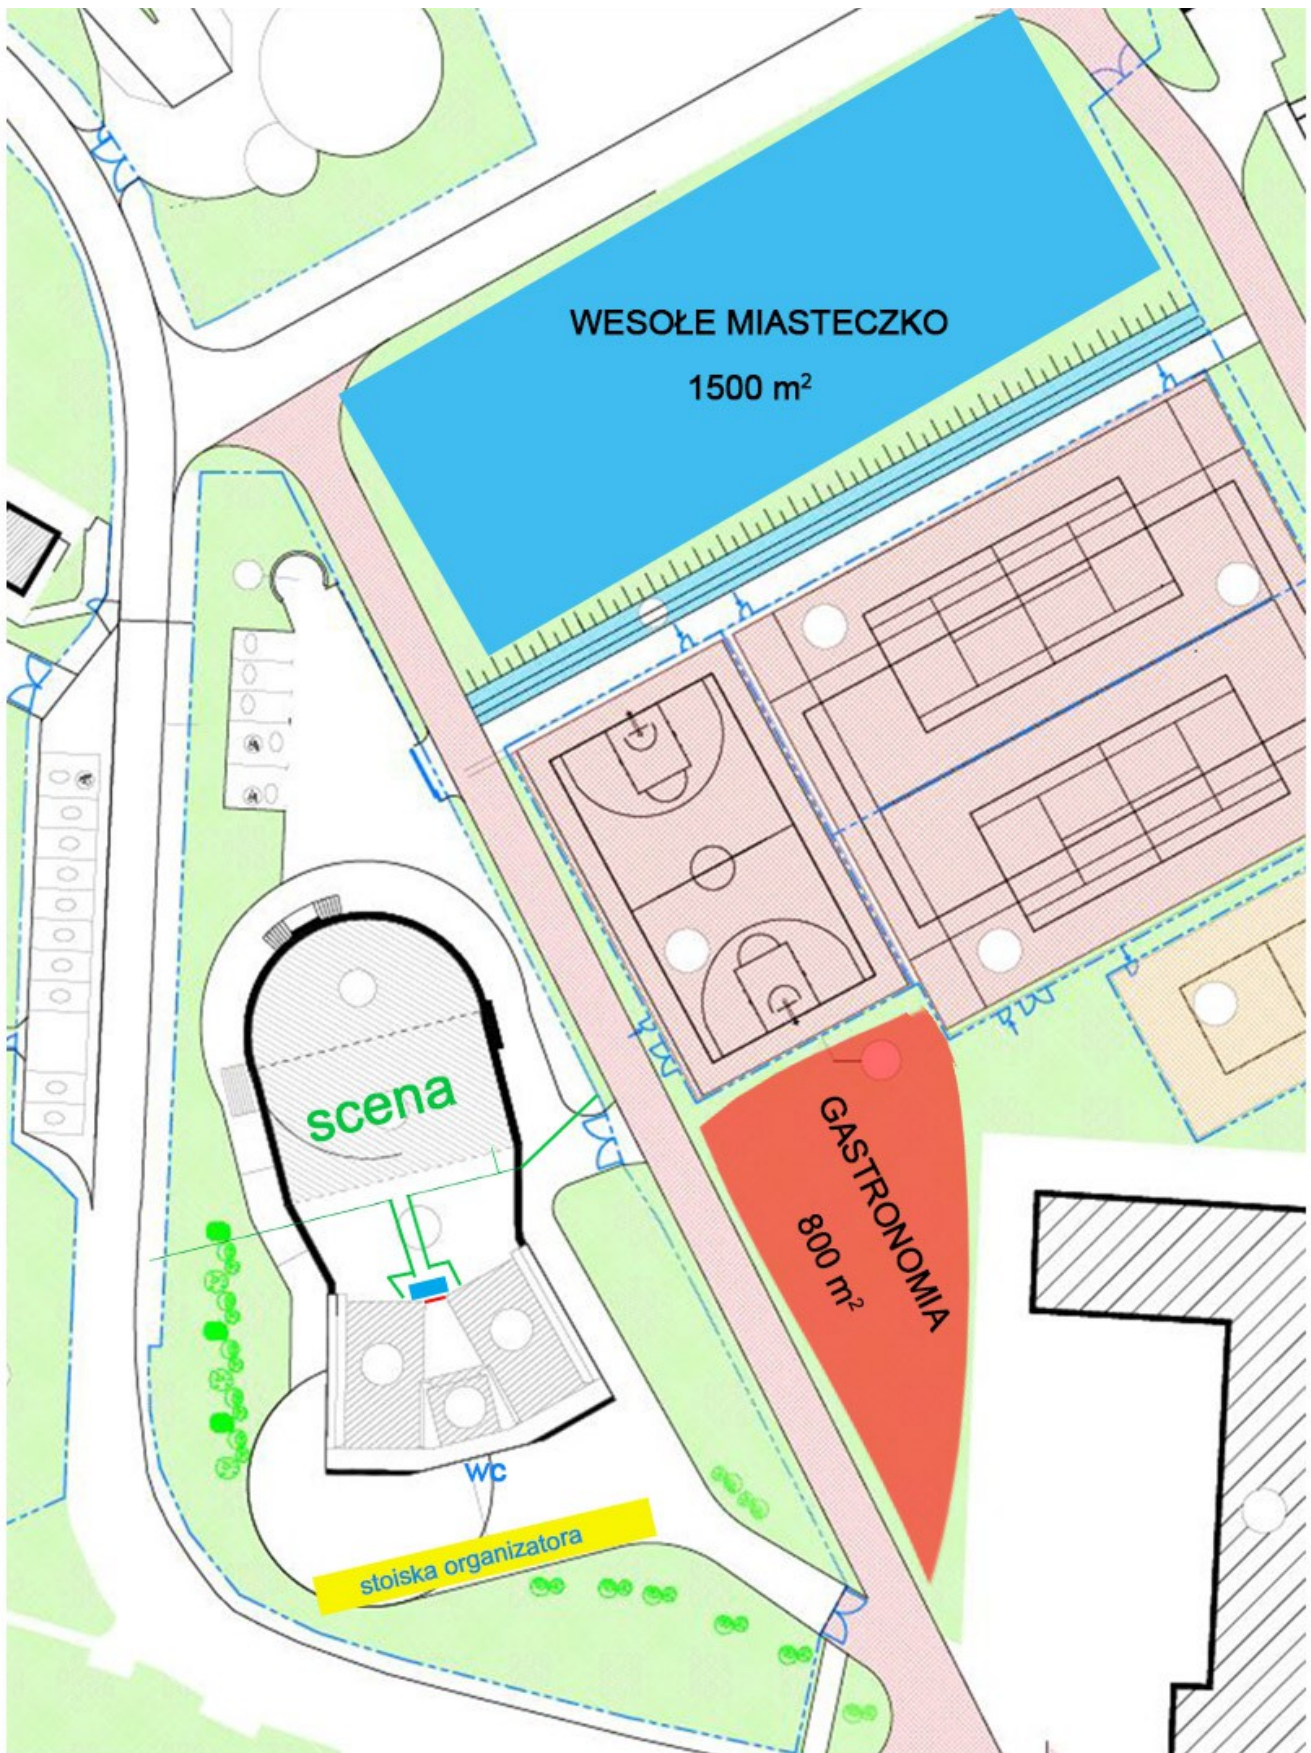 WESOŁE MIASTECZKO
1500 m²
scena
GASTRONOMIA
800 m²
wc
stoiska organizatora